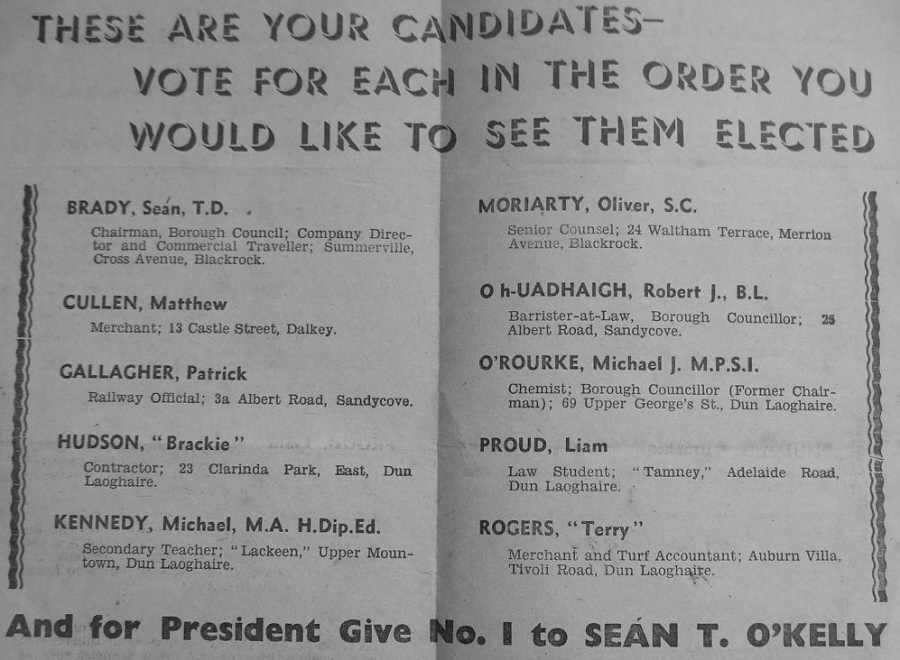 THESE ARE YOUR CANDIDATES—
VOTE FOR EACH IN THE ORDER YOU
WOULD LIKE TO SEE THEM ELECTED
BRADY, Seán, T.D.
Chairman, Borough Council; Company Direc-
tor and Commercial Traveller; Summerville,
Cross Avenue, Blackrock.
CULLEN, Matthew
Merchant; 13 Castle Street, Dalkey.
GALLAGHER, Patrick
Railway Official; 3a Albert Road, Sandycove.
HUDSON, "Brackie"
Contractor; 23 Clarinda Park, East, Dun
Laoghaire.
KENNEDY, Michael, M.A. H.Dip.Ed.
Secondary Teacher; "Lackeen," Upper Moun-
town, Dun Laoghaire.
MORIARTY, Oliver, S.C.
Senior Counsel; 24 Waltham Terrace, Merrion
Avenue, Blackrock.
O h-UADHAIGH, Robert J., B.L.
Barrister-at-Law, Borough Councillor; 25
Albert Road, Sandycove.
O'ROURKE, Michael J. M.P.S.I.
Chemist; Borough Councillor (Former Chair-
man); 69 Upper George's St., Dun Laoghaire.
PROUD, Liam
Law Student; "Tamney," Adelaide Road,
Dun Laoghaire.
ROGERS, "Terry"
Merchant and Turf Accountant; Auburn Villa,
Tivoli Road, Dun Laoghaire.
And for President Give No. 1 to SEÁN T. O'KELLY